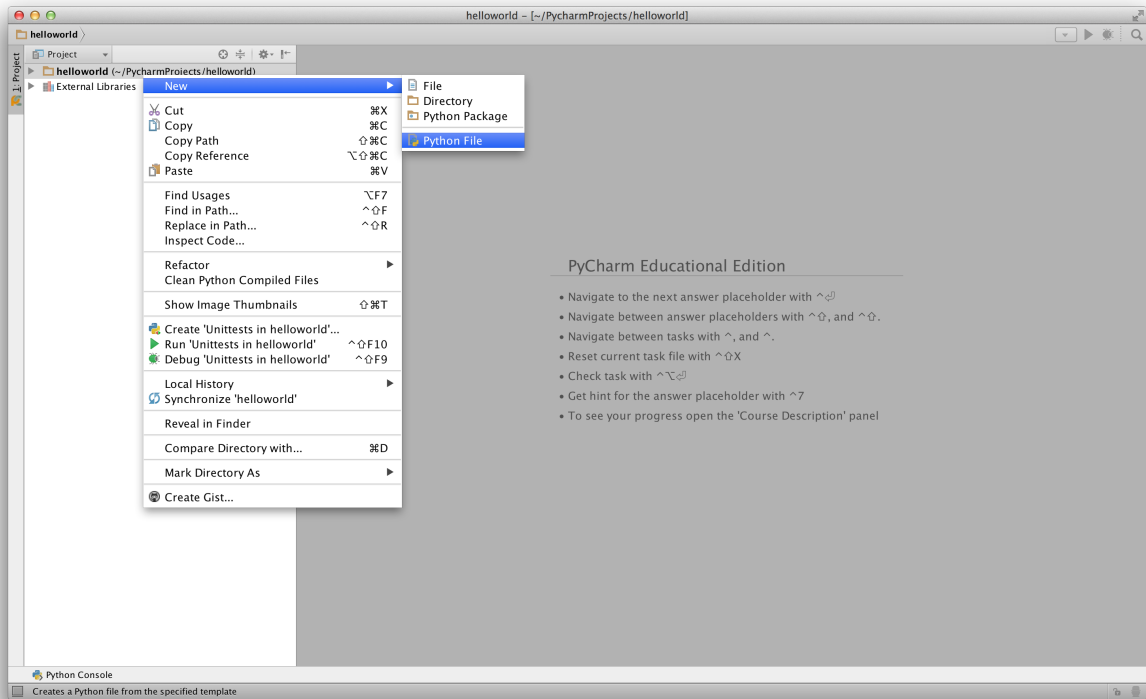 helloworld – [~/PycharmProjects/helloworld]
helloworld
1: Project
Project
helloworld (~/PycharmProjects/helloworld)
External Libraries
New
Cut ⌘X
Copy ⌘C
Copy Path ⇧⌘C
Copy Reference ⌥⇧⌘C
Paste ⌘V
Find Usages ⌥F7
Find in Path... ^⇧F
Replace in Path... ^⇧R
Inspect Code...
Refactor
Clean Python Compiled Files
Show Image Thumbnails ⇧⌘T
Create 'Unittests in helloworld'...
Run 'Unittests in helloworld' ^⇧F10
Debug 'Unittests in helloworld' ^⇧F9
Local History
Synchronize 'helloworld'
Reveal in Finder
Compare Directory with... ⌘D
Mark Directory As
Create Gist...
File
Directory
Python Package
Python File
PyCharm Educational Edition
• Navigate to the next answer placeholder with ^⏎
• Navigate between answer placeholders with ^⇧, and ^⇧.
• Navigate between tasks with ^, and ^.
• Reset current task file with ^⇧X
• Check task with ^⌥⏎
• Get hint for the answer placeholder with ^7
• To see your progress open the 'Course Description' panel
Python Console
Creates a Python file from the specified template